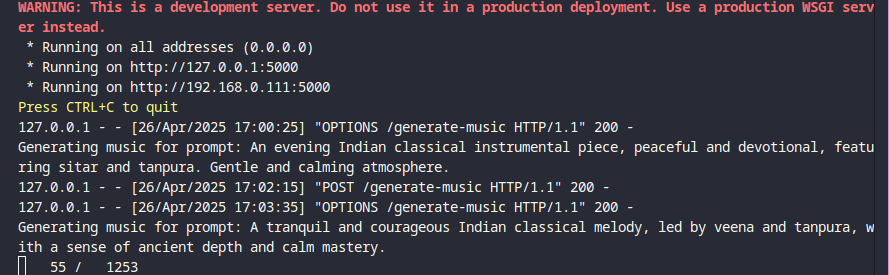 WARNING: This is a development server. Do not use it in a production deployment. Use a production WSGI serv
er instead.
 * Running on all addresses (0.0.0.0)
 * Running on http://127.0.0.1:5000
 * Running on http://192.168.0.111:5000
Press CTRL+C to quit
127.0.0.1 - - [26/Apr/2025 17:00:25] "OPTIONS /generate-music HTTP/1.1" 200 -
Generating music for prompt: An evening Indian classical instrumental piece, peaceful and devotional, featu
ring sitar and tanpura. Gentle and calming atmosphere.
127.0.0.1 - - [26/Apr/2025 17:02:15] "POST /generate-music HTTP/1.1" 200 -
127.0.0.1 - - [26/Apr/2025 17:03:35] "OPTIONS /generate-music HTTP/1.1" 200 -
Generating music for prompt: A tranquil and courageous Indian classical melody, led by veena and tanpura, w
ith a sense of ancient depth and calm mastery.
    55 /   1253